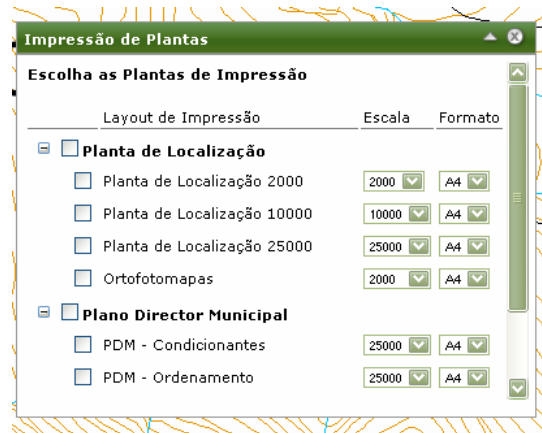 Impressão de Plantas
Escolha as Plantas de Impressão
Layout de Impressão Escala Formato
Planta de Localização
Planta de Localização 2000 2000 A4
Planta de Localização 10000 10000 A4
Planta de Localização 25000 25000 A4
Ortofotomapas 2000 A4
Plano Director Municipal
PDM - Condicionantes 25000 A4
PDM - Ordenamento 25000 A4